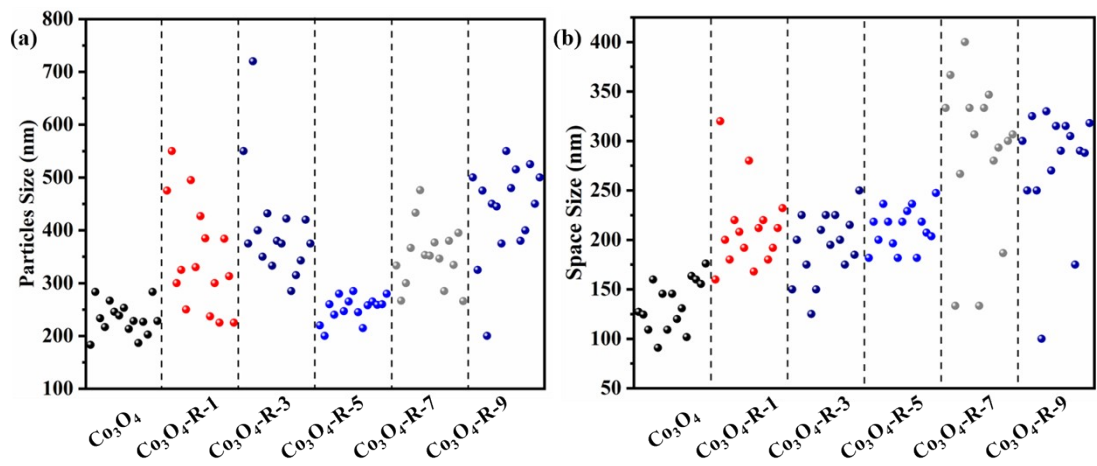 (a)
Particles Size (nm)
800
700
600
500
400
300
200
100
Co₃O₄
Co₃O₄-R-1
Co₃O₄-R-3
Co₃O₄-R-5
Co₃O₄-R-7
Co₃O₄-R-9
(b)
Space Size (nm)
400
350
300
250
200
150
100
50
Co₃O₄
Co₃O₄-R-1
Co₃O₄-R-3
Co₃O₄-R-5
Co₃O₄-R-7
Co₃O₄-R-9